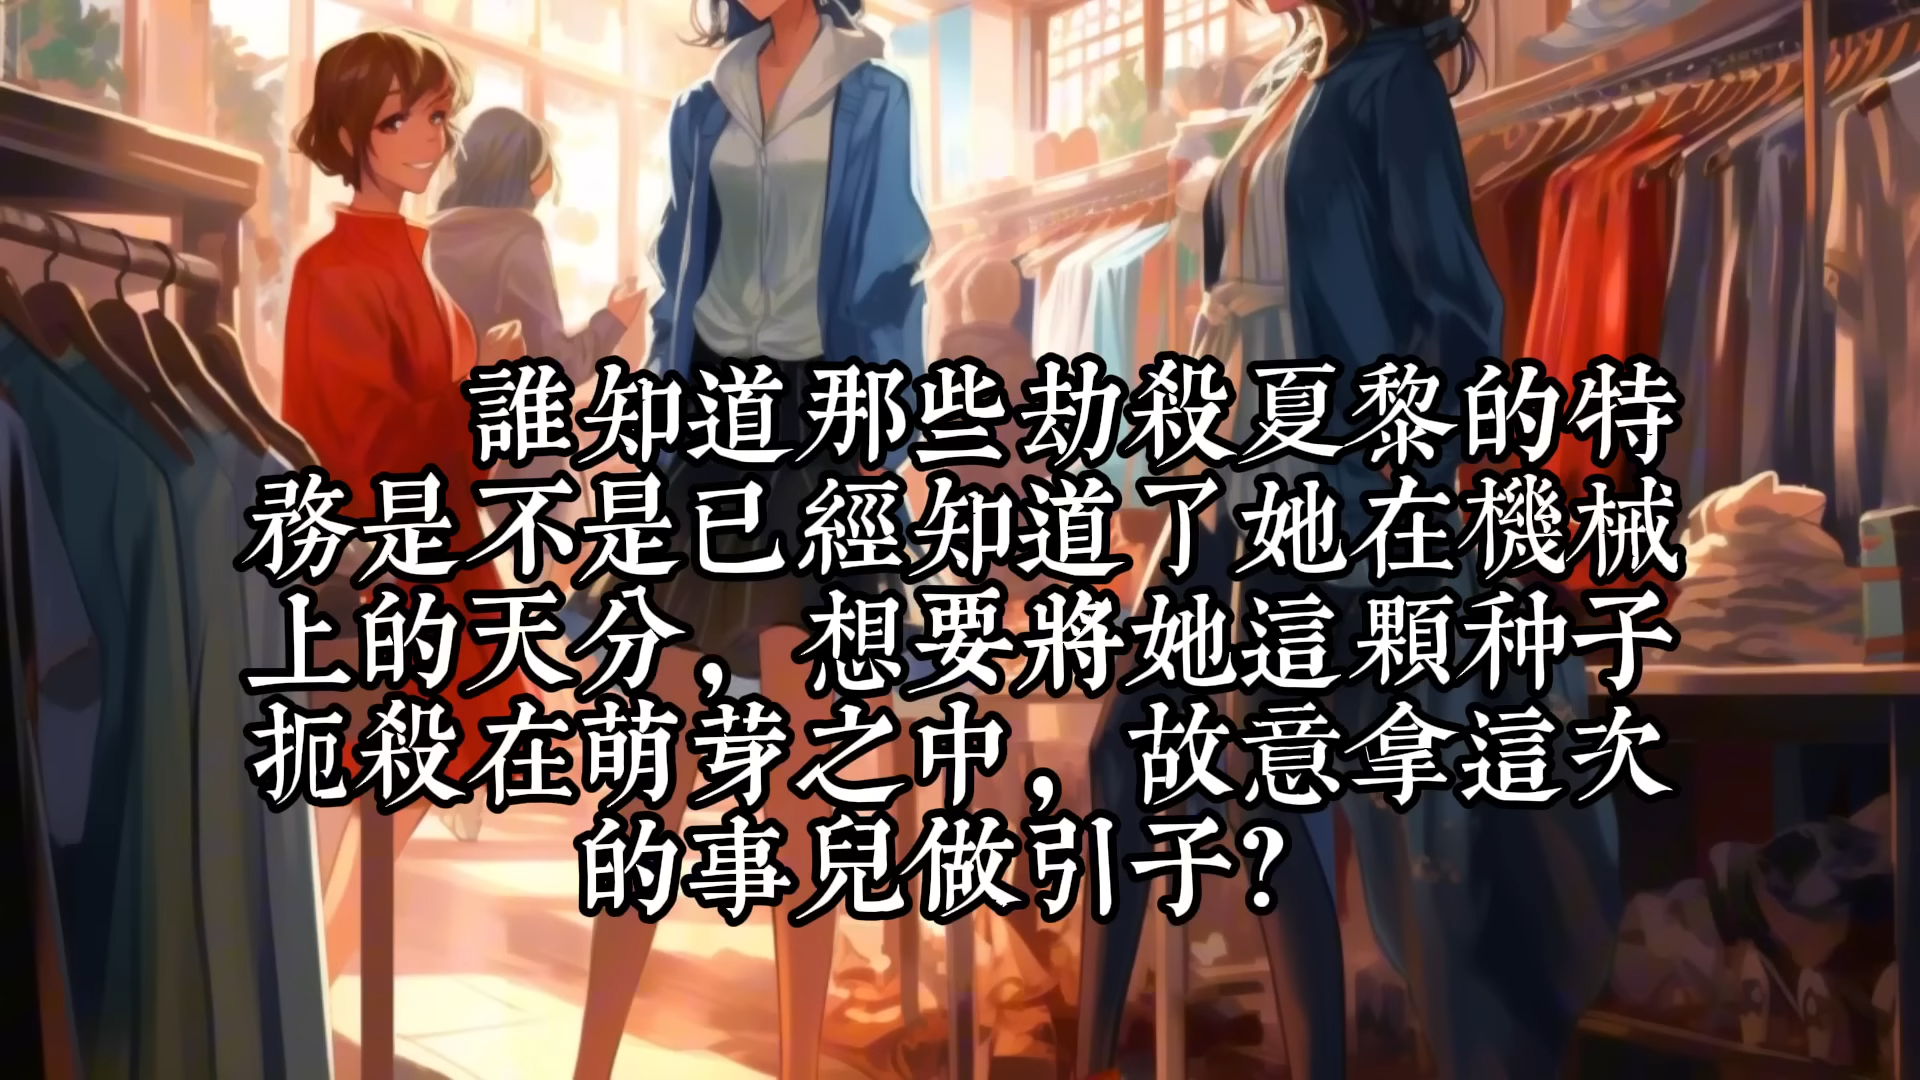 誰知道那些劫殺夏黎的特
務是不是已經知道了她在機械
上的天分，想要將她這顆种子
扼殺在萌芽之中，故意拿這次
的事兒做引子？